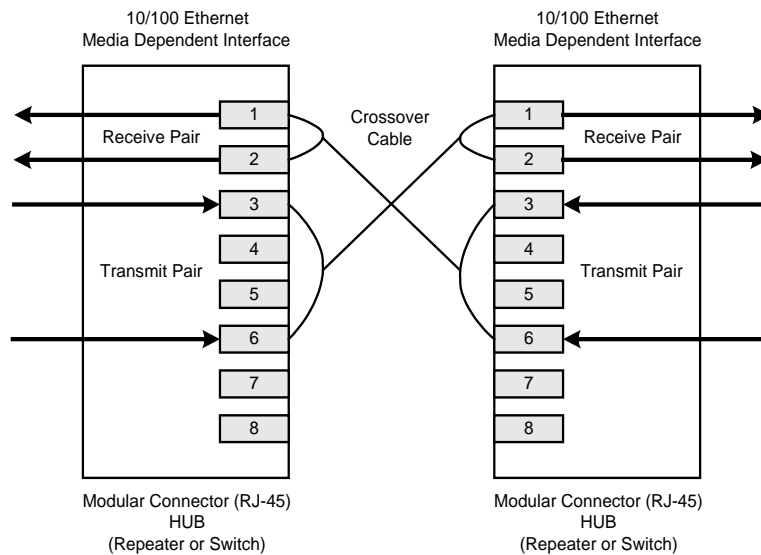 10/100 Ethernet
Media Dependent Interface
10/100 Ethernet
Media Dependent Interface
1
Receive Pair
2
3
4
Transmit Pair
5
6
7
8
Crossover
Cable
1
Receive Pair
2
3
4
Transmit Pair
5
6
7
8
Modular Connector (RJ-45)
HUB
(Repeater or Switch)
Modular Connector (RJ-45)
HUB
(Repeater or Switch)